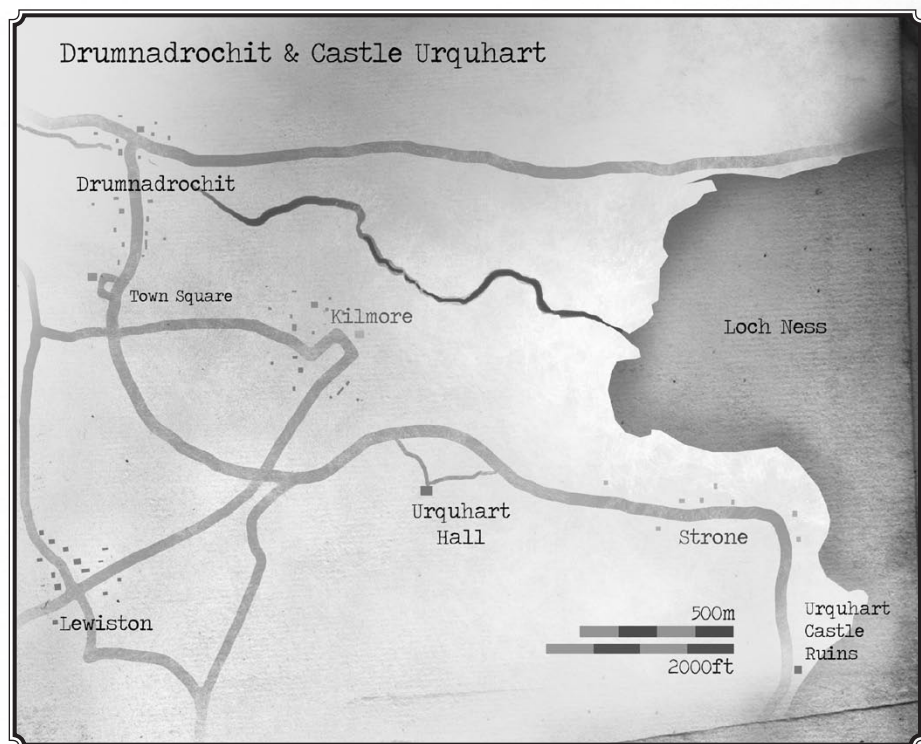 Drumnadrochit & Castle Urquhart
Drumnadrochit
Town Square
Kilmore
Loch Ness
Urquhart
Hall
Strone
500m
2000ft
Urquhart
Castle
Ruins
Lewiston